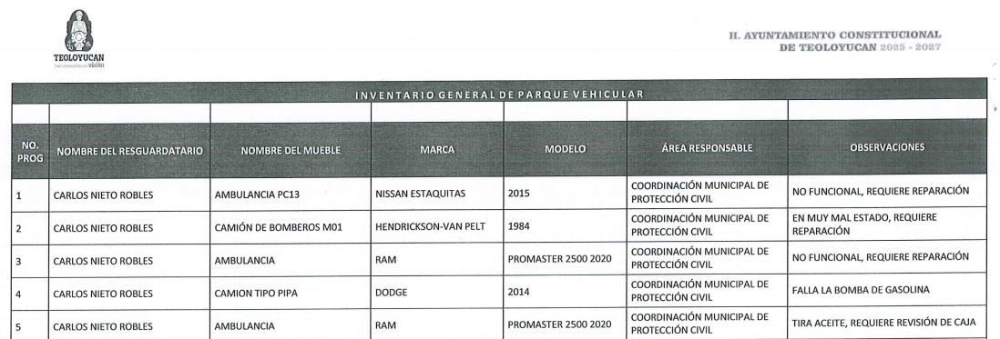 TEOLOYUCAN
visión
H. AYUNTAMIENTO CONSTITUCIONAL
DE TEOLOYUCAN 2025 - 2027
INVENTARIO GENERAL DE PARQUE VEHICULAR
NO. PROG NOMBRE DEL RESGUARDATARIO NOMBRE DEL MUEBLE MARCA MODELO ÁREA RESPONSABLE OBSERVACIONES
1 CARLOS NIETO ROBLES AMBULANCIA PC13 NISSAN ESTAQUITAS 2015 COORDINACIÓN MUNICIPAL DE PROTECCIÓN CIVIL NO FUNCIONAL, REQUIERE REPARACIÓN
2 CARLOS NIETO ROBLES CAMIÓN DE BOMBEROS M01 HENDRICKSON-VAN PELT 1984 COORDINACIÓN MUNICIPAL DE PROTECCIÓN CIVIL EN MUY MAL ESTADO, REQUIERE REPARACIÓN
3 CARLOS NIETO ROBLES AMBULANCIA RAM PROMASTER 2500 2020 COORDINACIÓN MUNICIPAL DE PROTECCIÓN CIVIL NO FUNCIONAL, REQUIERE REPARACIÓN
4 CARLOS NIETO ROBLES CAMION TIPO PIPA DODGE 2014 COORDINACIÓN MUNICIPAL DE PROTECCIÓN CIVIL FALLA LA BOMBA DE GASOLINA
5 CARLOS NIETO ROBLES AMBULANCIA RAM PROMASTER 2500 2020 COORDINACIÓN MUNICIPAL DE PROTECCIÓN CIVIL TIRA ACEITE, REQUIERE REVISIÓN DE CAJA